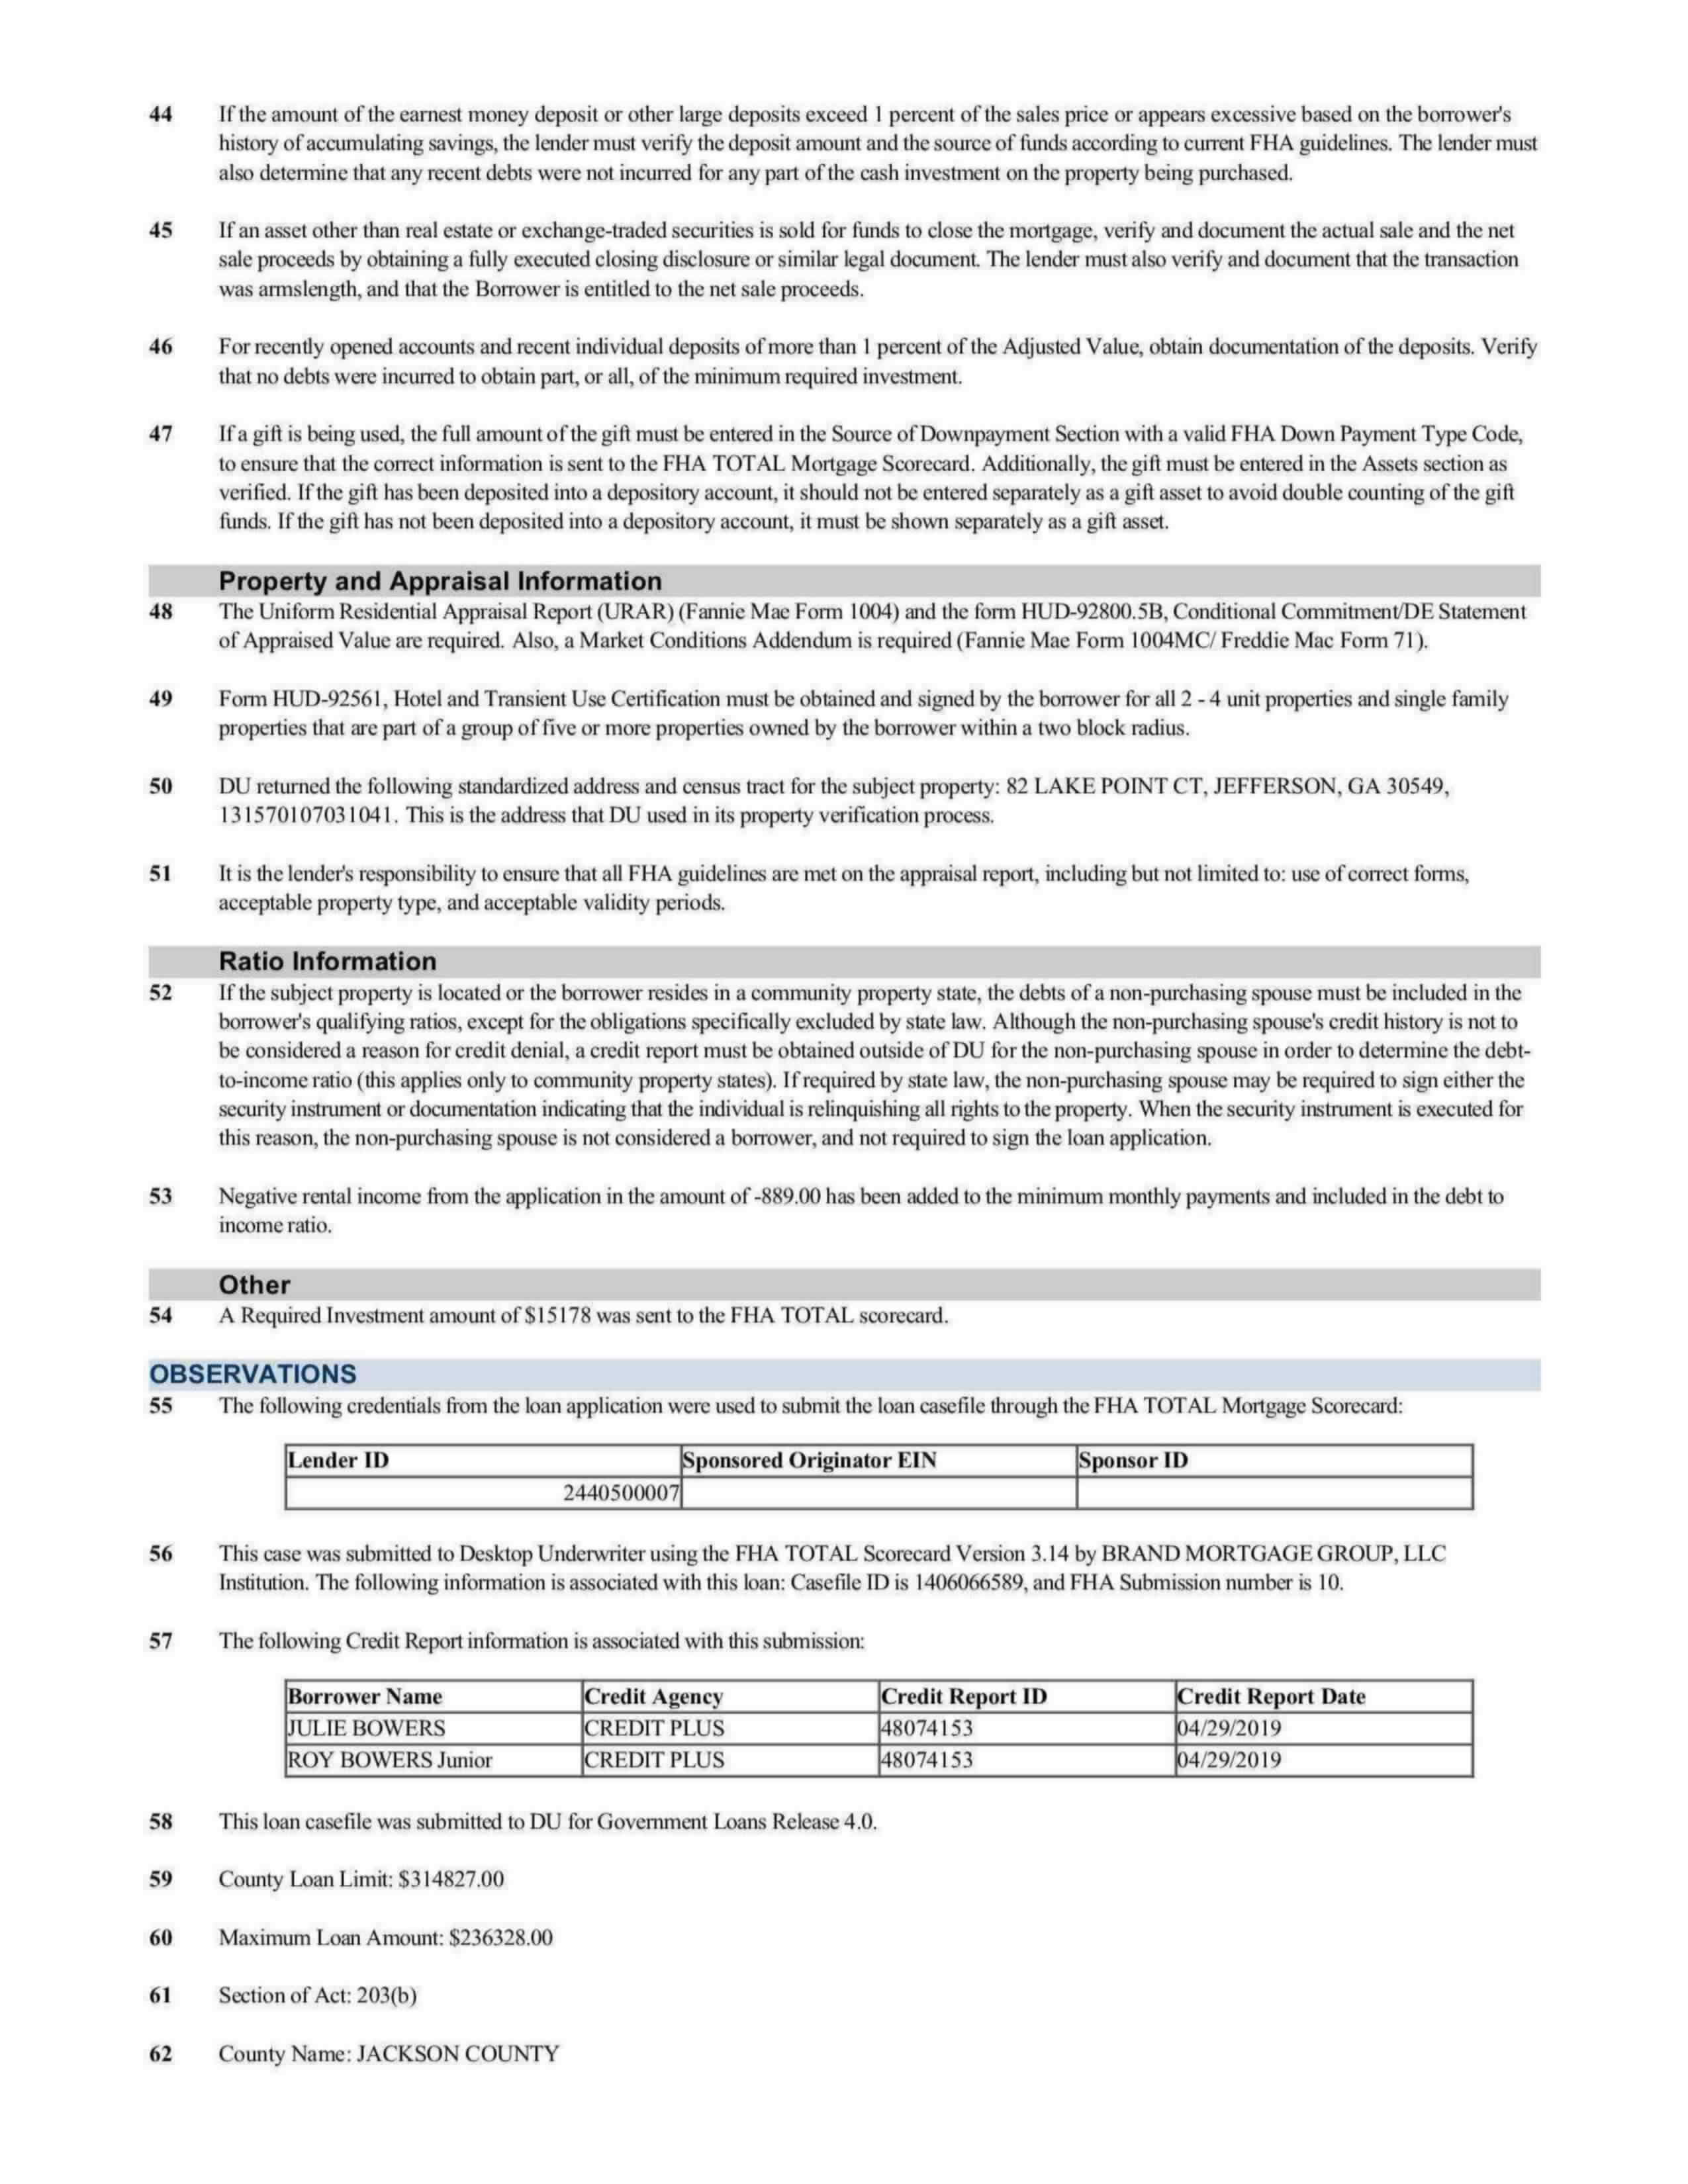 44 If the amount of the earnest money deposit or other large deposits exceed 1 percent of the sales price or appears excessive based on the borrower's
history of accumulating savings, the lender must verify the deposit amount and the source of funds according to current FHA guidelines. The lender must
also determine that any recent debts were not incurred for any part of the cash investment on the property being purchased.
45 If an asset other than real estate or exchange-traded securities is sold for funds to close the mortgage, verify and document the actual sale and the net
sale proceeds by obtaining a fully executed closing disclosure or similar legal document. The lender must also verify and document that the transaction
was armslength, and that the Borrower is entitled to the net sale proceeds.
46 For recently opened accounts and recent individual deposits of more than 1 percent of the Adjusted Value, obtain documentation of the deposits. Verify
that no debts were incurred to obtain part, or all, of the minimum required investment.
47 If a gift is being used, the full amount of the gift must be entered in the Source of Downpayment Section with a valid FHA Down Payment Type Code,
to ensure that the correct information is sent to the FHA TOTAL Mortgage Scorecard. Additionally, the gift must be entered in the Assets section as
verified. If the gift has been deposited into a depository account, it should not be entered separately as a gift asset to avoid double counting of the gift
funds. If the gift has not been deposited into a depository account, it must be shown separately as a gift asset.
Property and Appraisal Information
48 The Uniform Residential Appraisal Report (URAR) (Fannie Mae Form 1004) and the form HUD-92800.5B, Conditional Commitment/DE Statement
of Appraised Value are required. Also, a Market Conditions Addendum is required (Fannie Mae Form 1004MC/ Freddie Mac Form 71).
49 Form HUD-92561, Hotel and Transient Use Certification must be obtained and signed by the borrower for all 2 - 4 unit properties and single family
properties that are part of a group of five or more properties owned by the borrower within a two block radius.
50 DU returned the following standardized address and census tract for the subject property: 82 LAKE POINT CT, JEFFERSON, GA 30549,
131570107031041. This is the address that DU used in its property verification process.
51 It is the lender's responsibility to ensure that all FHA guidelines are met on the appraisal report, including but not limited to: use of correct forms,
acceptable property type, and acceptable validity periods.
Ratio Information
52 If the subject property is located or the borrower resides in a community property state, the debts of a non-purchasing spouse must be included in the
borrower's qualifying ratios, except for the obligations specifically excluded by state law. Although the non-purchasing spouse's credit history is not to
be considered a reason for credit denial, a credit report must be obtained outside of DU for the non-purchasing spouse in order to determine the debt-
to-income ratio (this applies only to community property states). If required by state law, the non-purchasing spouse may be required to sign either the
security instrument or documentation indicating that the individual is relinquishing all rights to the property. When the security instrument is executed for
this reason, the non-purchasing spouse is not considered a borrower, and not required to sign the loan application.
53 Negative rental income from the application in the amount of -889.00 has been added to the minimum monthly payments and included in the debt to
income ratio.
Other
54 A Required Investment amount of $15178 was sent to the FHA TOTAL scorecard.
OBSERVATIONS
55 The following credentials from the loan application were used to submit the loan casefile through the FHA TOTAL Mortgage Scorecard:
Lender ID Sponsored Originator EIN Sponsor ID
2440500007
56 This case was submitted to Desktop Underwriter using the FHA TOTAL Scorecard Version 3.14 by BRAND MORTGAGE GROUP, LLC
Institution. The following information is associated with this loan: Casefile ID is 1406066589, and FHA Submission number is 10.
57 The following Credit Report information is associated with this submission:
Borrower Name Credit Agency Credit Report ID Credit Report Date
JULIE BOWERS CREDIT PLUS 48074153 04/29/2019
ROY BOWERS Junior CREDIT PLUS 48074153 04/29/2019
58 This loan casefile was submitted to DU for Government Loans Release 4.0.
59 County Loan Limit: $314827.00
60 Maximum Loan Amount: $236328.00
61 Section of Act: 203(b)
62 County Name: JACKSON COUNTY